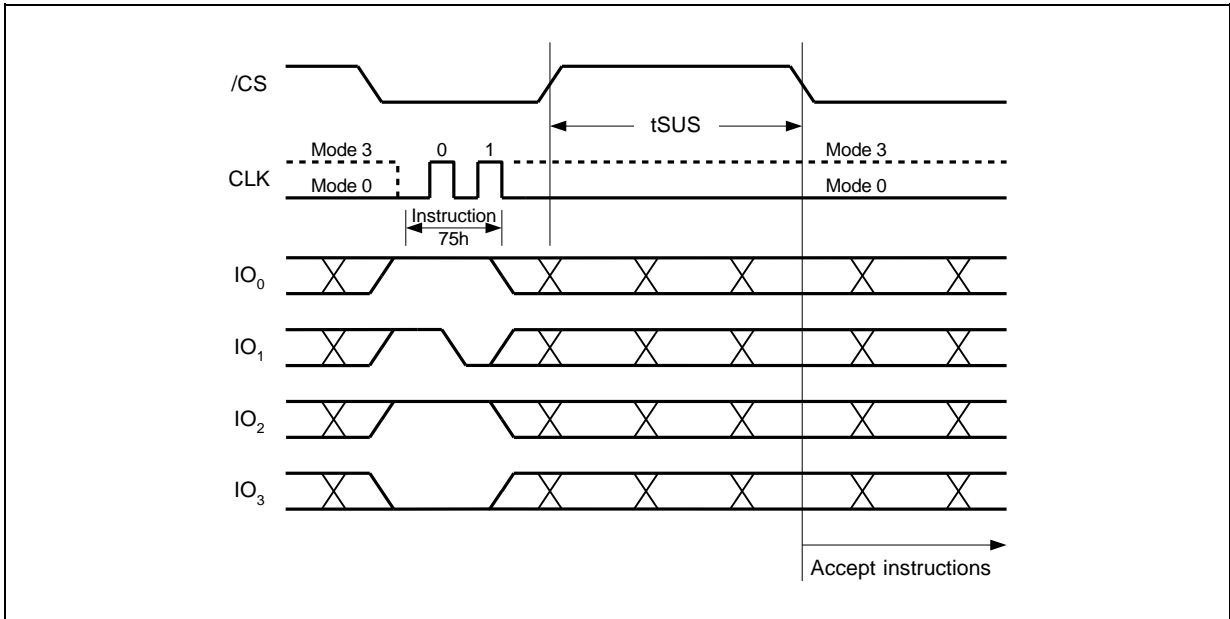 /CS
tSUS
Mode 3 0 1 Mode 3
CLK
Mode 0 Mode 0
Instruction
75h
IO0
IO1
IO2
IO3
Accept instructions